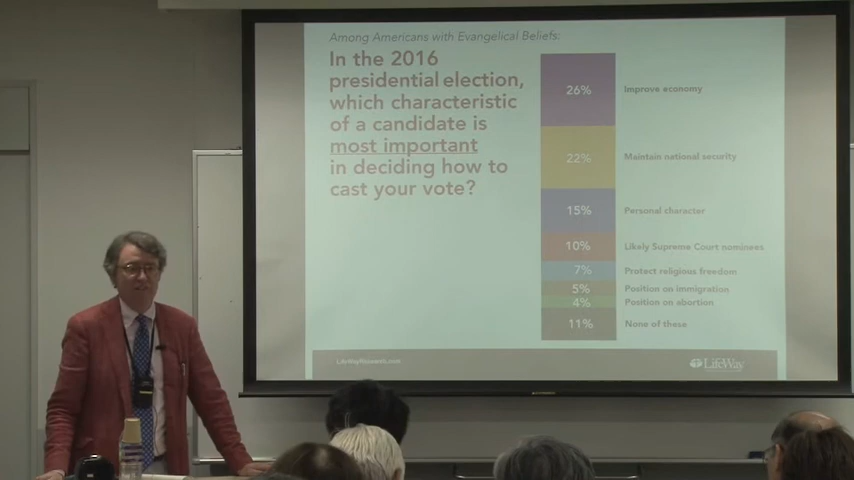 Among Americans with Evangelical Beliefs:
In the 2016
presidential election,
which characteristic
of a candidate is
most important
in deciding how to
cast your vote?
26% Improve economy
22% Maintain national security
15% Personal character
10% Likely Supreme Court nominees
7% Protect religious freedom
5% Position on immigration
4% Position on abortion
11% None of these
LifeWayResearch.com
LifeWay